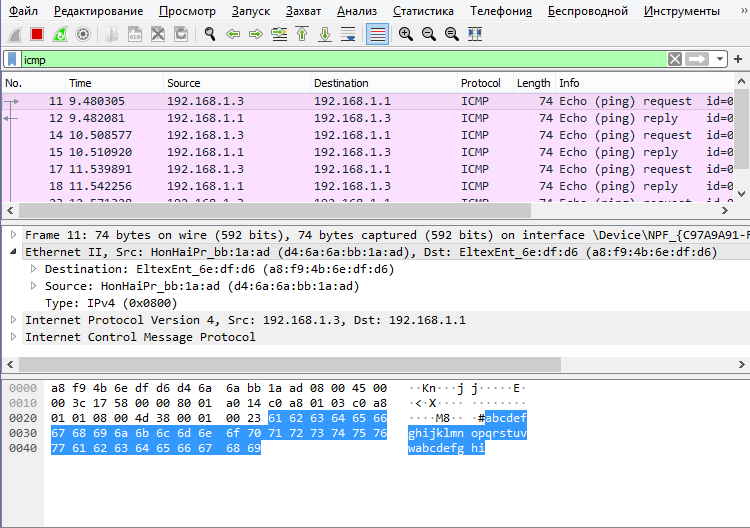 Файл Редактирование Просмотр Запуск Захват Анализ Статистика Телефония Беспроводной Инструменты »
icmp
No. Time Source Destination Protocol Length Info
11 9.480305 192.168.1.3 192.168.1.1 ICMP 74 Echo (ping) request id=0
12 9.482081 192.168.1.1 192.168.1.3 ICMP 74 Echo (ping) reply id=0
14 10.508577 192.168.1.3 192.168.1.1 ICMP 74 Echo (ping) request id=0
15 10.510920 192.168.1.1 192.168.1.3 ICMP 74 Echo (ping) reply id=0
17 11.539891 192.168.1.3 192.168.1.1 ICMP 74 Echo (ping) request id=0
18 11.542256 192.168.1.1 192.168.1.3 ICMP 74 Echo (ping) reply id=0
Frame 11: 74 bytes on wire (592 bits), 74 bytes captured (592 bits) on interface \Device\NPF_{C97A9A91-F
Ethernet II, Src: HonHaiPr_bb:1a:ad (d4:6a:6a:bb:1a:ad), Dst: EltexEnt_6e:df:d6 (a8:f9:4b:6e:df:d6)
Destination: EltexEnt_6e:df:d6 (a8:f9:4b:6e:df:d6)
Source: HonHaiPr_bb:1a:ad (d4:6a:6a:bb:1a:ad)
Type: IPv4 (0x0800)
Internet Protocol Version 4, Src: 192.168.1.3, Dst: 192.168.1.1
Internet Control Message Protocol
0000 a8 f9 4b 6e df d6 d4 6a 6a bb 1a ad 08 00 45 00 ··Kn···j j·····E·
0010 00 3c 17 58 00 00 80 01 a0 14 c0 a8 01 03 c0 a8 ·<·X···· ········
0020 01 01 08 00 4d 38 00 01 00 23 61 62 63 64 65 66 ····M8·· ·#abcdef
0030 67 68 69 6a 6b 6c 6d 6e 6f 70 71 72 73 74 75 76 ghijklmn opqrstuv
0040 77 61 62 63 64 65 66 67 68 69 wabcdefg hi